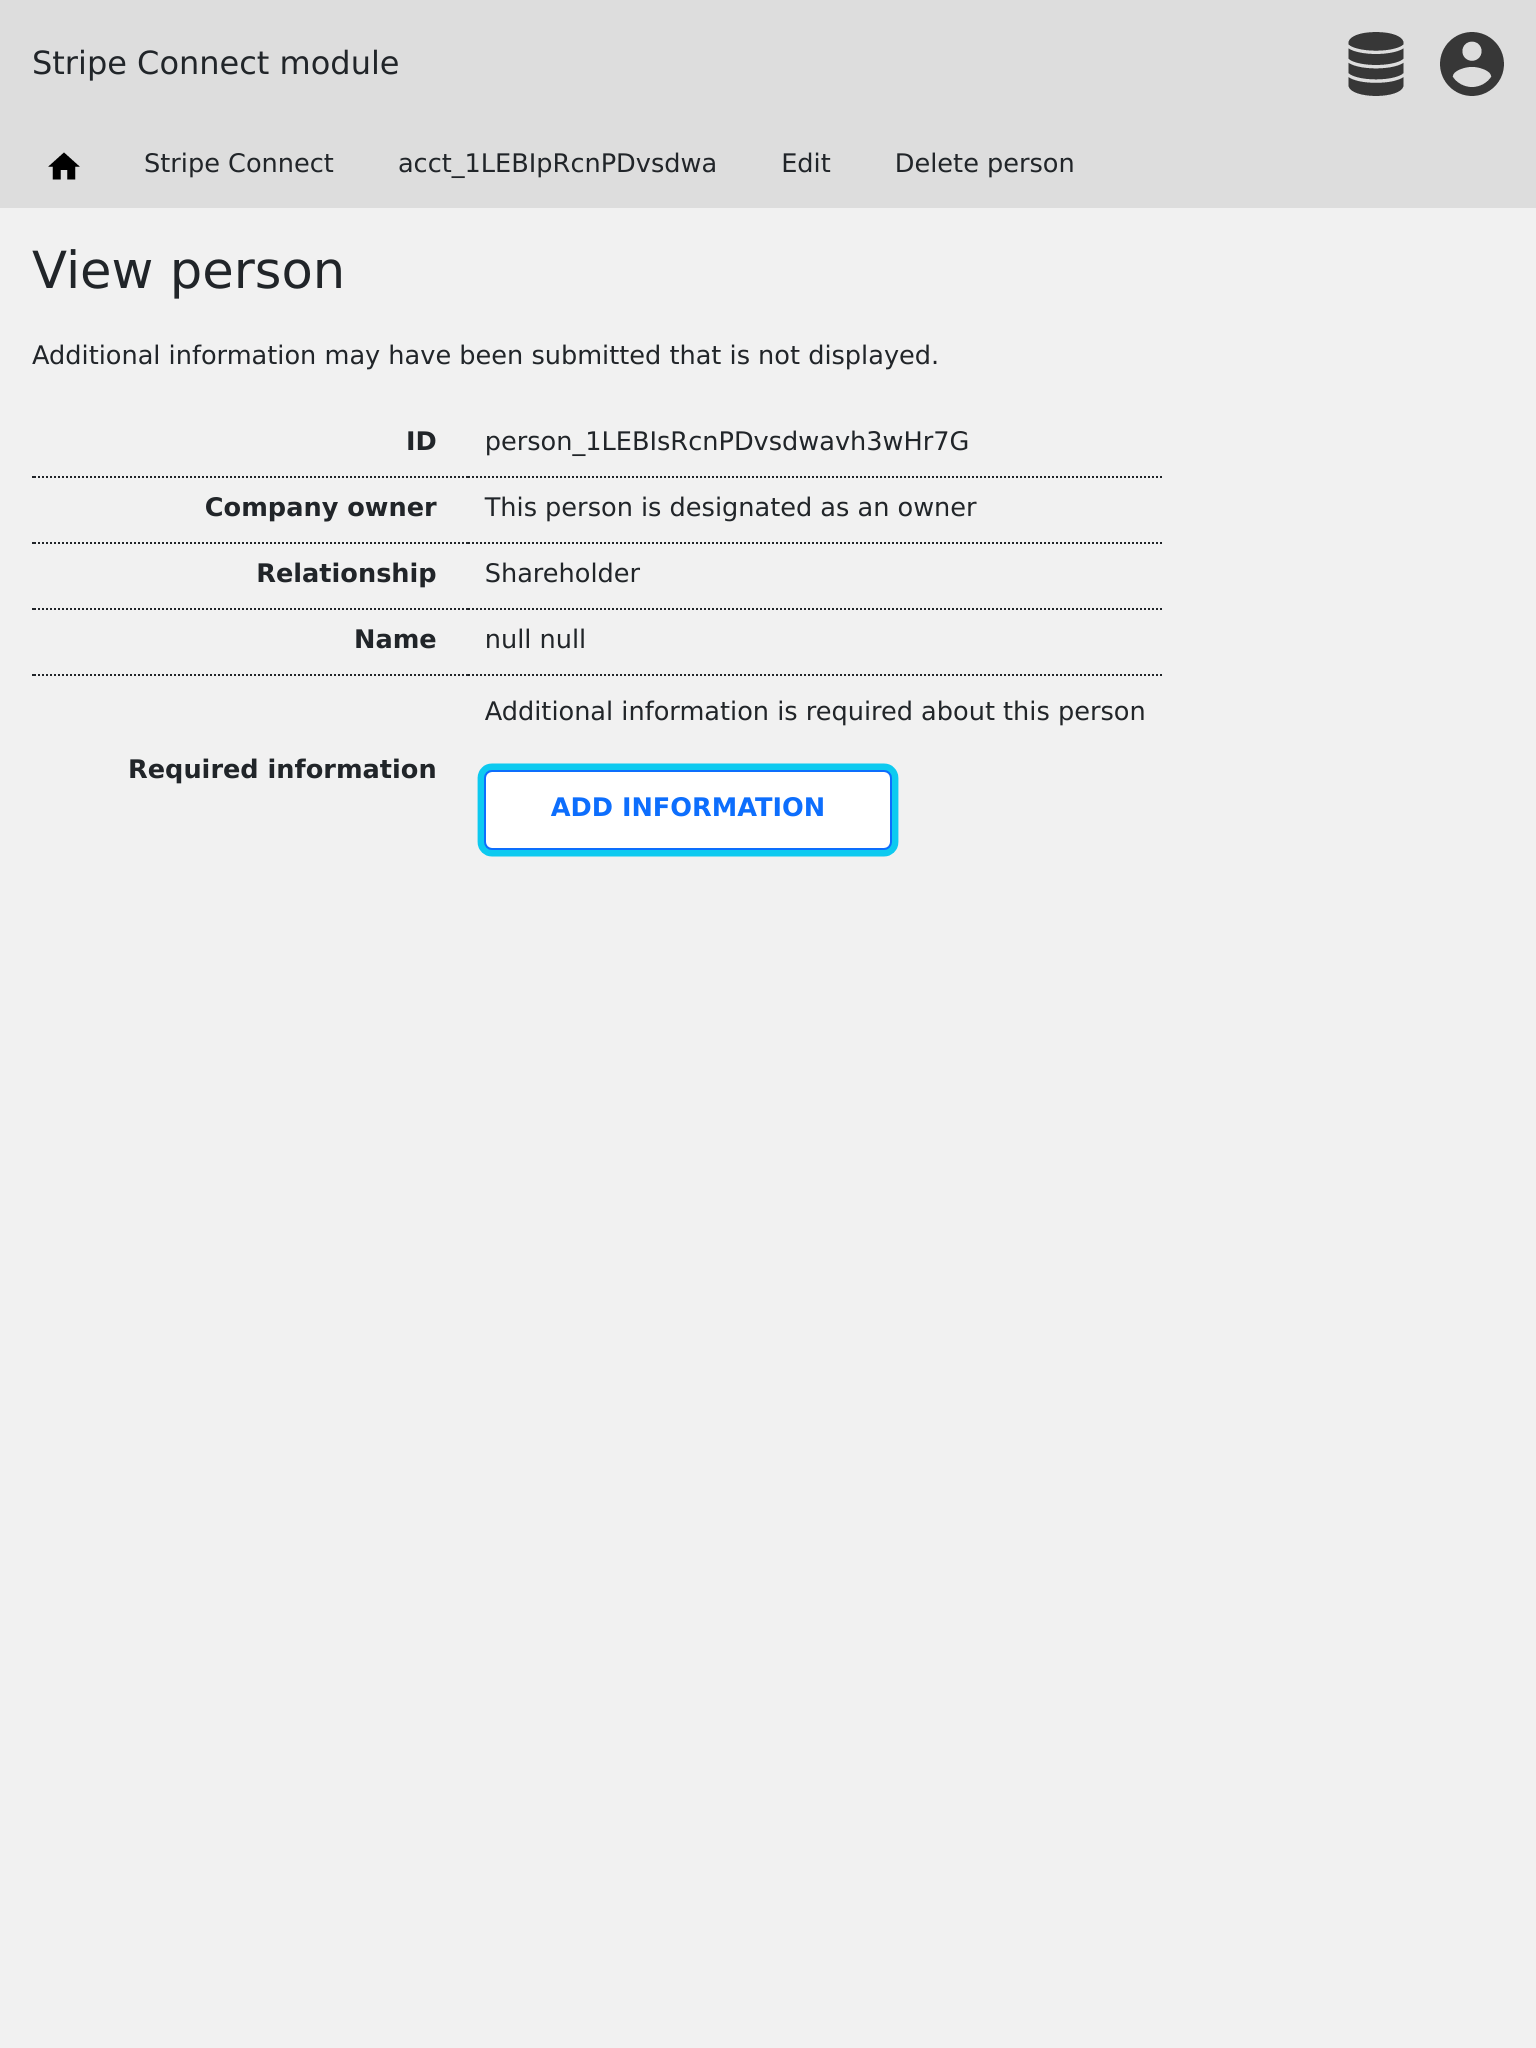 Stripe Connect module
Stripe Connect acct_1LEBIpRcnPDvsdwa Edit Delete person
View person
Additional information may have been submitted that is not displayed.
ID person_1LEBIsRcnPDvsdwavh3wHr7G
Company owner This person is designated as an owner
Relationship Shareholder
Name null null
Additional information is required about this person
Required information
ADD INFORMATION